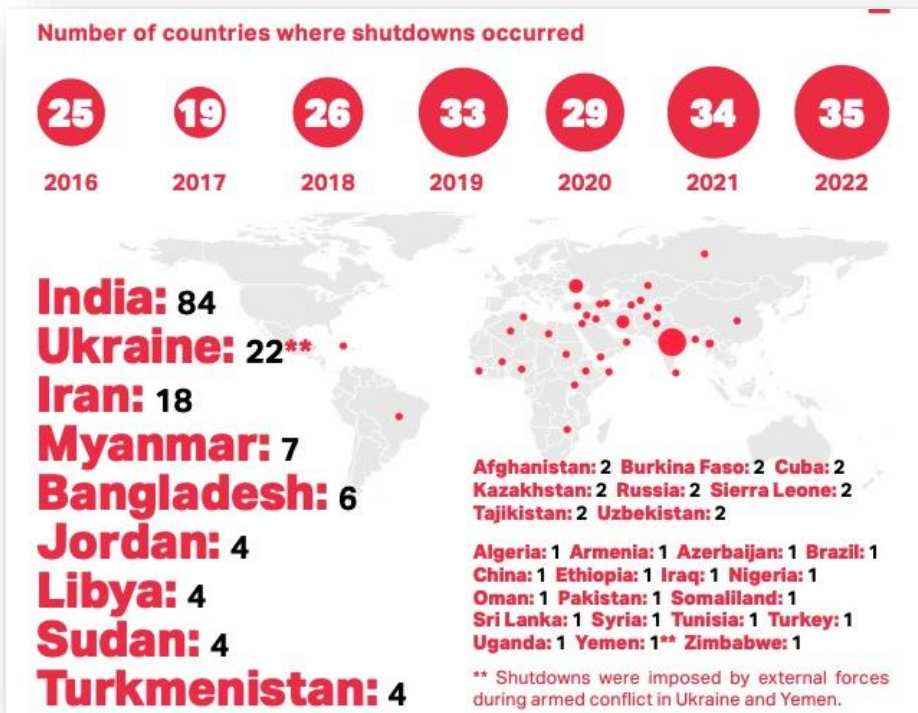 Number of countries where shutdowns occurred
25 19 26 33 29 34 35
2016 2017 2018 2019 2020 2021 2022
India: 84
Ukraine: 22**
Iran: 18
Myanmar: 7
Bangladesh: 6
Jordan: 4
Libya: 4
Sudan: 4
Turkmenistan: 4
Afghanistan: 2 Burkina Faso: 2 Cuba: 2
Kazakhstan: 2 Russia: 2 Sierra Leone: 2
Tajikistan: 2 Uzbekistan: 2
Algeria: 1 Armenia: 1 Azerbaijan: 1 Brazil: 1
China: 1 Ethiopia: 1 Iraq: 1 Nigeria: 1
Oman: 1 Pakistan: 1 Somaliland: 1
Sri Lanka: 1 Syria: 1 Tunisia: 1 Turkey: 1
Uganda: 1 Yemen: 1** Zimbabwe: 1
** Shutdowns were imposed by external forces
during armed conflict in Ukraine and Yemen.